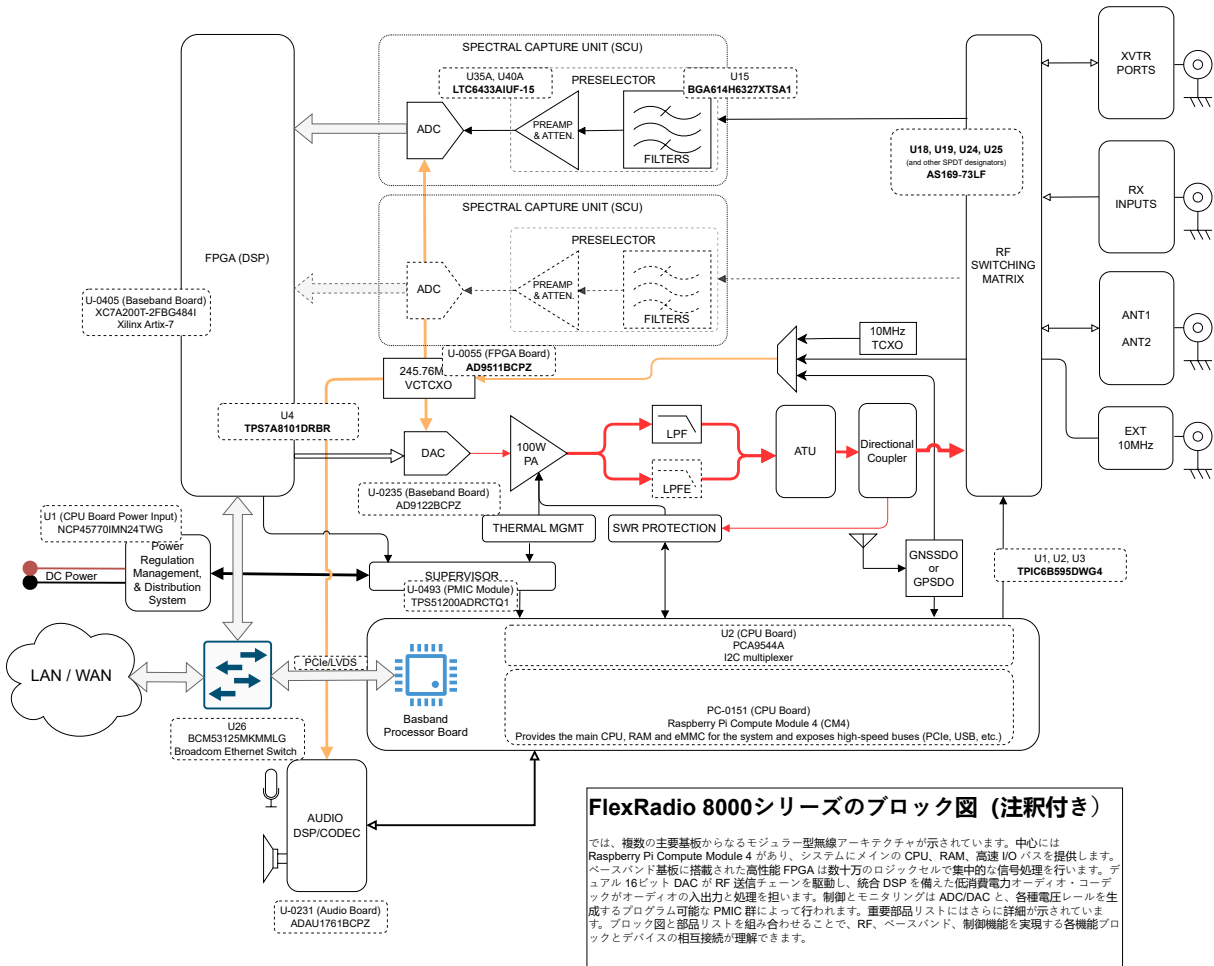 SPECTRAL CAPTURE UNIT (SCU)
U35A, U40A
LTC6433AIUF-15
PRESELECTOR
U15
BGA614H6327XTSA1
ADC
PREAMP
& ATTEN.
FILTERS
XVTR
PORTS
U18, U19, U24, U25
(and other SPDT designators)
AS169-73LF
RX
INPUTS
SPECTRAL CAPTURE UNIT (SCU)
PRESELECTOR
ADC
PREAMP
& ATTEN.
FILTERS
FPGA (DSP)
RF
SWITCHING
MATRIX
U-0405 (Baseband Board)
XC7A200T-2FBG484I
Xilinx Artix-7
ANT1
ANT2
10MHz
TCXO
U-0055 (FPGA Board)
AD9511BCPZ
245.76M
VCTCXO
U4
TPS7A8101DRBR
DAC
100W
PA
LPF
LPFE
ATU
Directional
Coupler
EXT
10MHz
U-0235 (Baseband Board)
AD9122BCPZ
U1 (CPU Board Power Input)
NCP45770IMN24TWG
THERMAL MGMT
SWR PROTECTION
Power
Regulation
Management,
& Distribution
System
DC Power
GNSSDO
or
GPSDO
U1, U2, U3
TPIC6B595DWG4
SUPERVISOR
U-0493 (PMIC Module)
TPS51200ADRCTQ1
U2 (CPU Board)
PCA9544A
I2C multiplexer
LAN / WAN
PCIe/LVDS
Basband
Processor Board
PC-0151 (CPU Board)
Raspberry Pi Compute Module 4 (CM4)
Provides the main CPU, RAM and eMMC for the system and exposes high-speed buses (PCIe, USB, etc.)
U26
BCM53125MKMMLG
Broadcom Ethernet Switch
AUDIO
DSP/CODEC
U-0231 (Audio Board)
ADAU1761BCPZ
FlexRadio 8000シリーズのブロック図（注釈付き）
では、複数の主要基板からなるモジュラー型無線アーキテクチャが示されています。中心には
Raspberry Pi Compute Module 4 があり、システムにメインの CPU、RAM、高速 I/O バスを提供します。
ベースバンド基板に搭載された高性能 FPGA は数十万のロジックセルで集中的な信号処理を行います。デ
ュアル 16ビット DAC が RF 送信チェーンを駆動し、統合 DSP を備えた低消費電力オーディオ・コーデ
ックがオーディオの入出力と処理を担います。制御とモニタリングは ADC/DAC と、各種電圧レールを生
成するプログラム可能な PMIC 群によって行われます。重要部品リストにはさらに詳細が示されていま
す。ブロック図と部品リストを組み合わせることで、RF、ベースバンド、制御機能を実現する各機能ブロ
ックとデバイスの相互接続が理解できます。